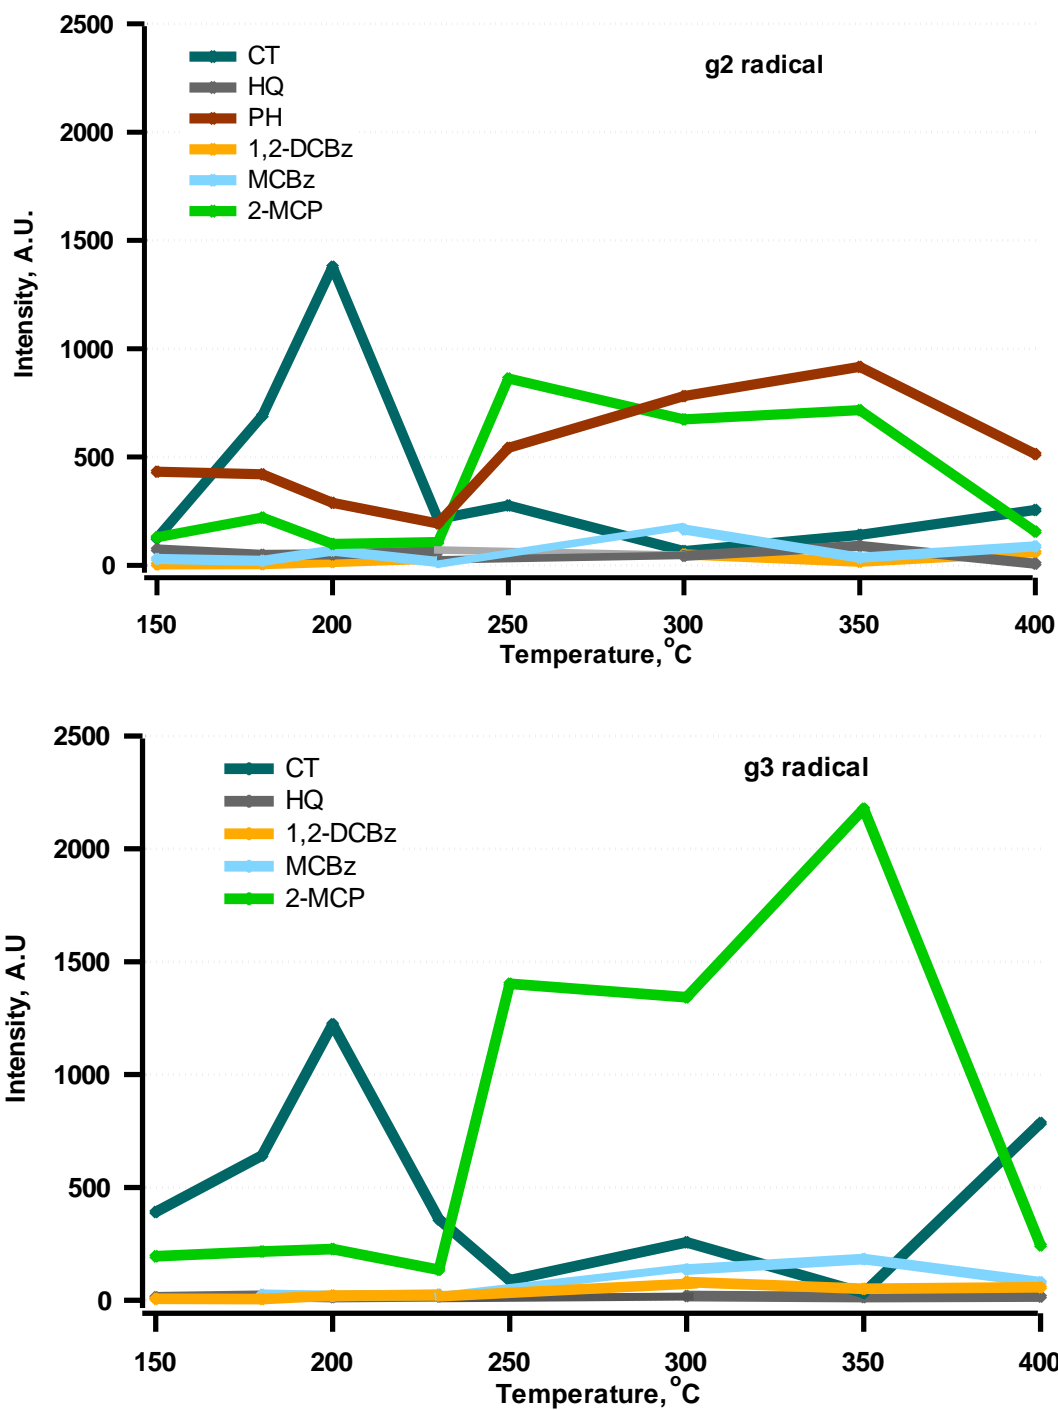 2500
CT
g2 radical
HQ
PH
2000
1,2-DCBz
MCBz
2-MCP
1500
Intensity, A.U.
1000
500
0
150 200 250 300 350 400
Temperature, °C
2500
CT
g3 radical
HQ
1,2-DCBz
2000
MCBz
2-MCP
1500
Intensity, A.U
1000
500
0
150 200 250 300 350 400
Temperature, °C